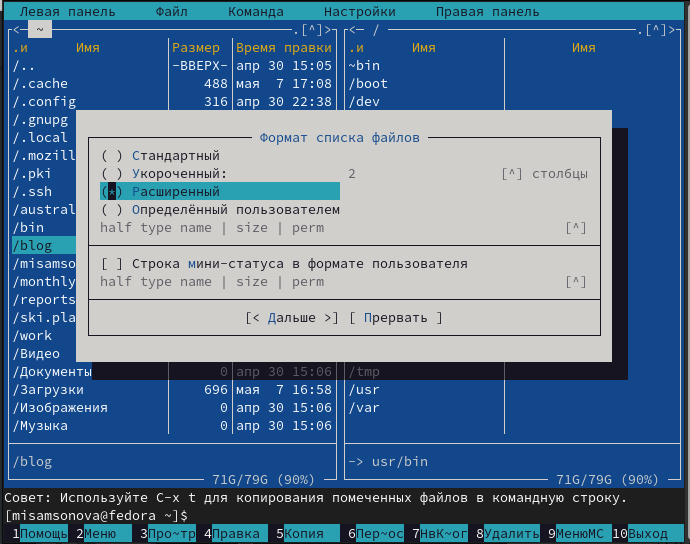 Левая панель Файл Команда Настройки Правая панель
<─ ~ .[^]> <─ / .[^]>
.и Имя Размер Время правки .и Имя Имя
/.. -ВВЕРХ- апр 30 15:05 ~bin
/.cache 488 мая 7 17:08 /boot
/.config 316 апр 30 22:38 /dev
/.gnupg
Формат списка файлов
/.local
/.mozill ( ) Стандартный
/.pki ( ) Укороченный: 2 [^] столбцы
/.ssh (*) Расширенный
/austral ( ) Определённый пользователем
/bin half type name | size | perm [^]
/blog
/misamso [ ] Строка мини-статуса в формате пользователя
/monthly half type name | size | perm [^]
/reports
/ski.pla [< Дальше >] [ Прервать ]
/work
/Видео
/Документы 0 апр 30 15:06 /tmp
/Загрузки 696 мая 7 16:58 /usr
/Изображения 0 апр 30 15:06 /var
/Музыка 0 апр 30 15:06
/blog -> usr/bin
71G/79G (90%) 71G/79G (90%)
Совет: Используйте C-x t для копирования помеченных файлов в командную строку.
[misamsonova@fedora ~]$
1Помощь 2Меню 3Про~тр 4Правка 5Копия 6Пер~ос 7НвК~ог 8Удалить 9МенюMC 10Выход